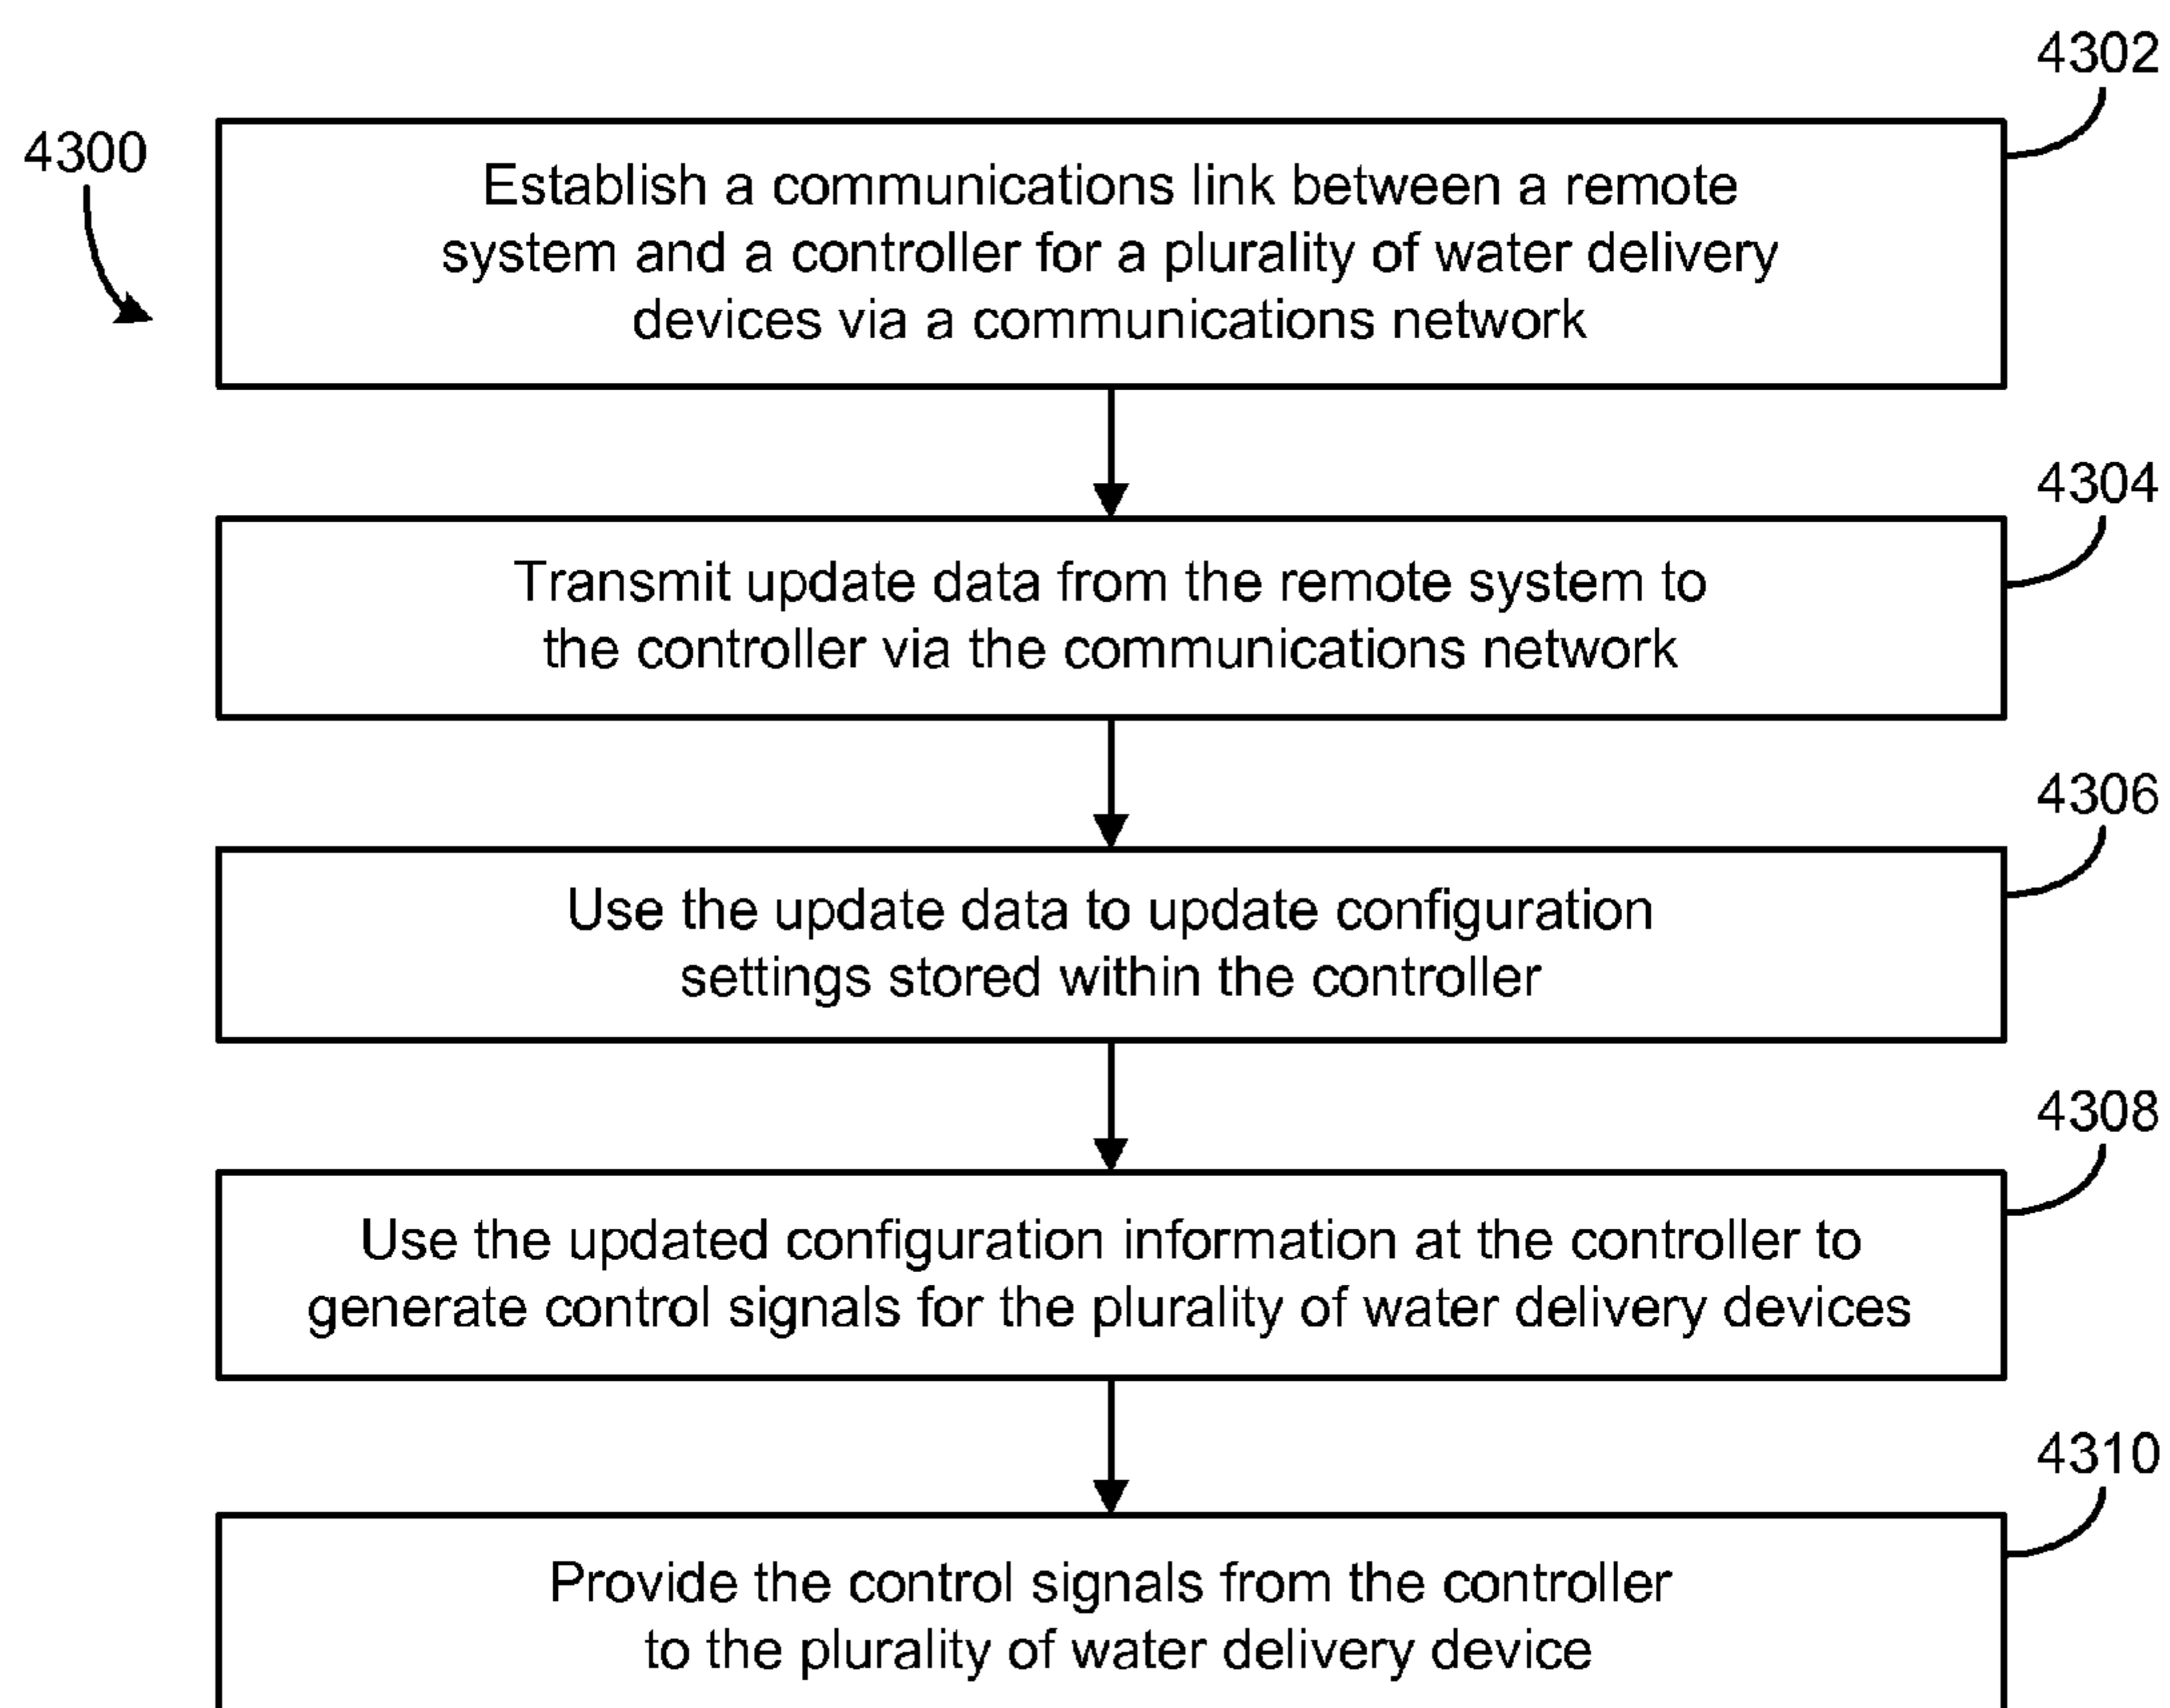 4302
4300
Establish a communications link between a remote
system and a controller for a plurality of water delivery
devices via a communications network
4304
Transmit update data from the remote system to
the controller via the communications network
4306
Use the update data to update configuration
settings stored within the controller
4308
Use the updated configuration information at the controller to
generate control signals for the plurality of water delivery devices
4310
Provide the control signals from the controller
to the plurality of water delivery device